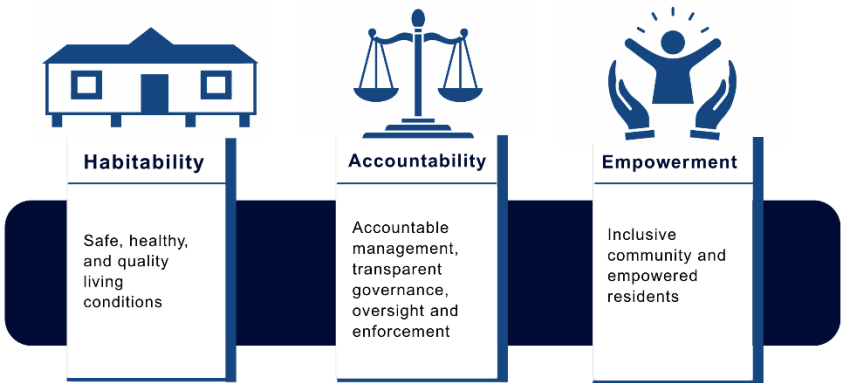 Habitability
Safe, healthy,
and quality
living
conditions
Accountability
Accountable
management,
transparent
governance,
oversight and
enforcement
Empowerment
Inclusive
community and
empowered
residents